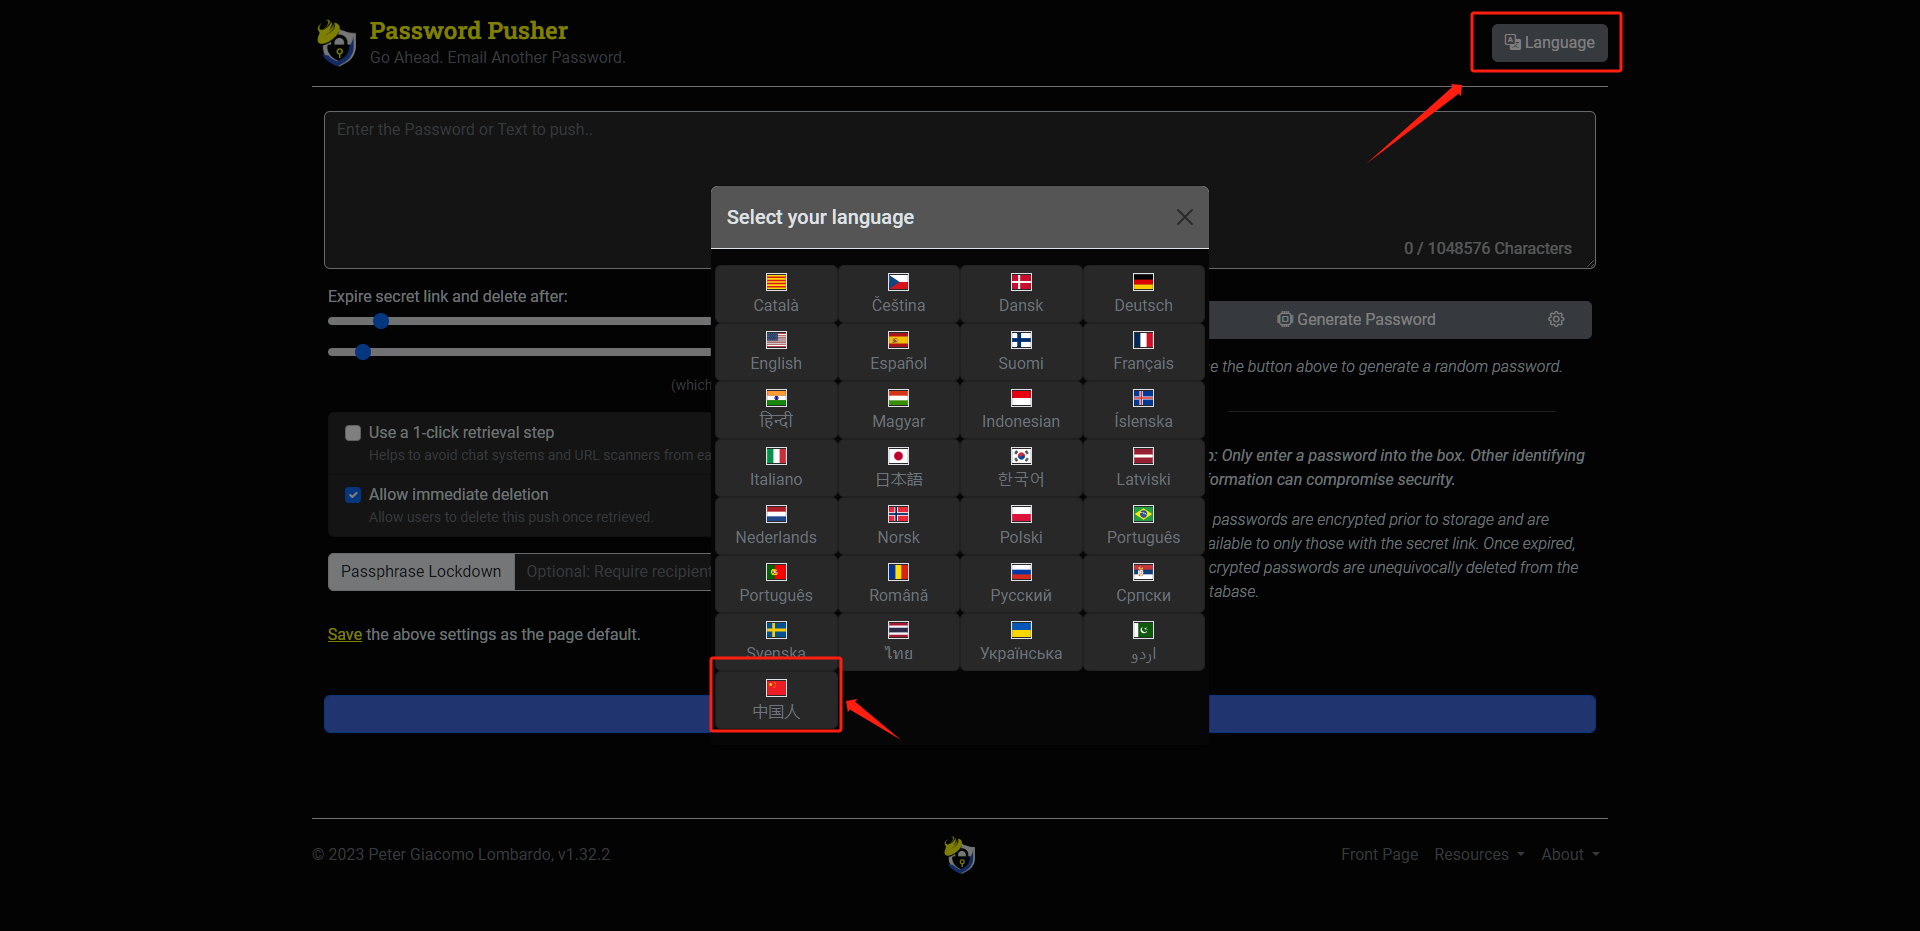 Password Pusher
Go Ahead. Email Another Password.
Language
Enter the Password or Text to push..
0 / 1048576 Characters
Select your language
Català
Čeština
Dansk
Deutsch
English
Español
Suomi
Français
हिन्दी
Magyar
Indonesian
Íslenska
Italiano
日本語
한국어
Latviski
Nederlands
Norsk
Polski
Português
Português
Română
Русский
Српски
Svenska
ไทย
Українська
اردو
中国人
Expire secret link and delete after:
(which
Use a 1-click retrieval step
Helps to avoid chat systems and URL scanners from ea
Allow immediate deletion
Allow users to delete this push once retrieved.
Passphrase Lockdown
Optional: Require recipient
Save the above settings as the page default.
Generate Password
e the button above to generate a random password.
: Only enter a password into the box. Other identifying
formation can compromise security.
passwords are encrypted prior to storage and are
ailable to only those with the secret link. Once expired,
crypted passwords are unequivocally deleted from the
tabase.
© 2023 Peter Giacomo Lombardo, v1.32.2
Front Page
Resources
About